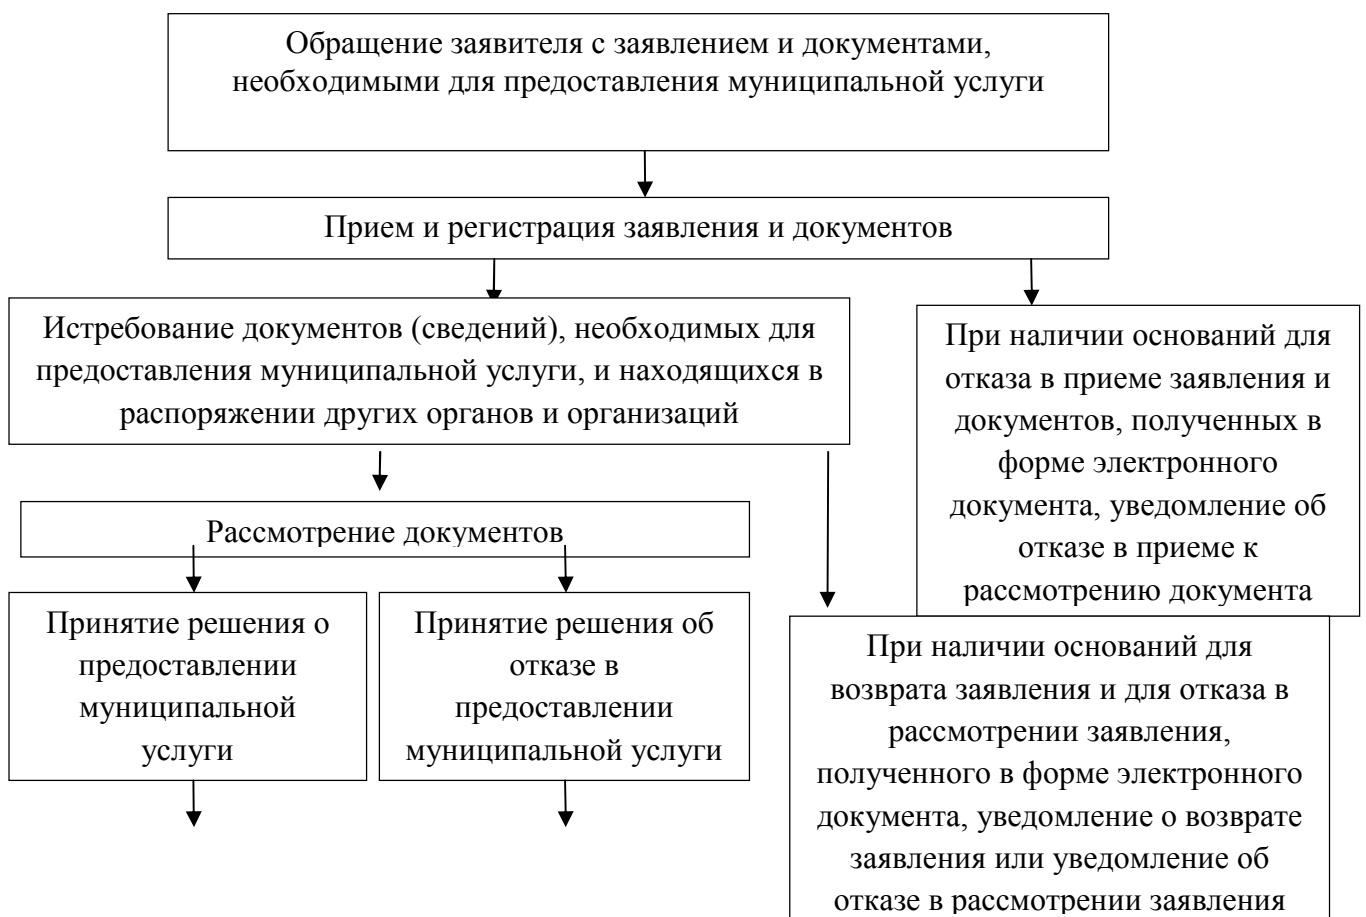 Обращение заявителя с заявлением и документами,
необходимыми для предоставления муниципальной услуги
Прием и регистрация заявления и документов
Истребование документов (сведений), необходимых для
предоставления муниципальной услуги, и находящихся в
распоряжении других органов и организаций
При наличии оснований для
отказа в приеме заявления и
документов, полученных в
форме электронного
документа, уведомление об
отказе в приеме к
рассмотрению документа
Рассмотрение документов
Принятие решения о
предоставлении
муниципальной
услуги
Принятие решения об
отказе в
предоставлении
муниципальной услуги
При наличии оснований для
возврата заявления и для отказа в
рассмотрении заявления,
полученного в форме электронного
документа, уведомление о возврате
заявления или уведомление об
отказе в рассмотрении заявления